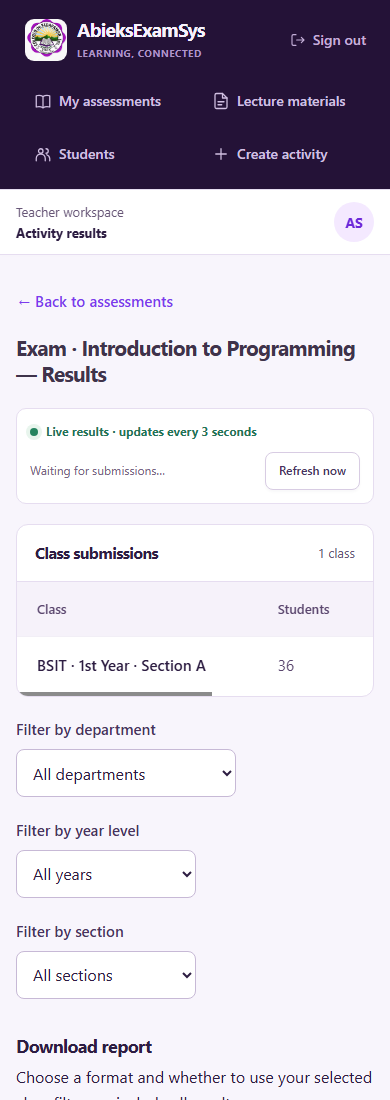 AbieksExamSys
LEARNING, CONNECTED
Sign out
My assessments
Lecture materials
Students
Create activity
Teacher workspace
Activity results
AS
← Back to assessments
Exam · Introduction to Programming
— Results
Live results · updates every 3 seconds
Waiting for submissions...
Refresh now
Class submissions
1 class
Class
Students
BSIT · 1st Year · Section A
36
Filter by department
All departments
Filter by year level
All years
Filter by section
All sections
Download report
Choose a format and whether to use your selected